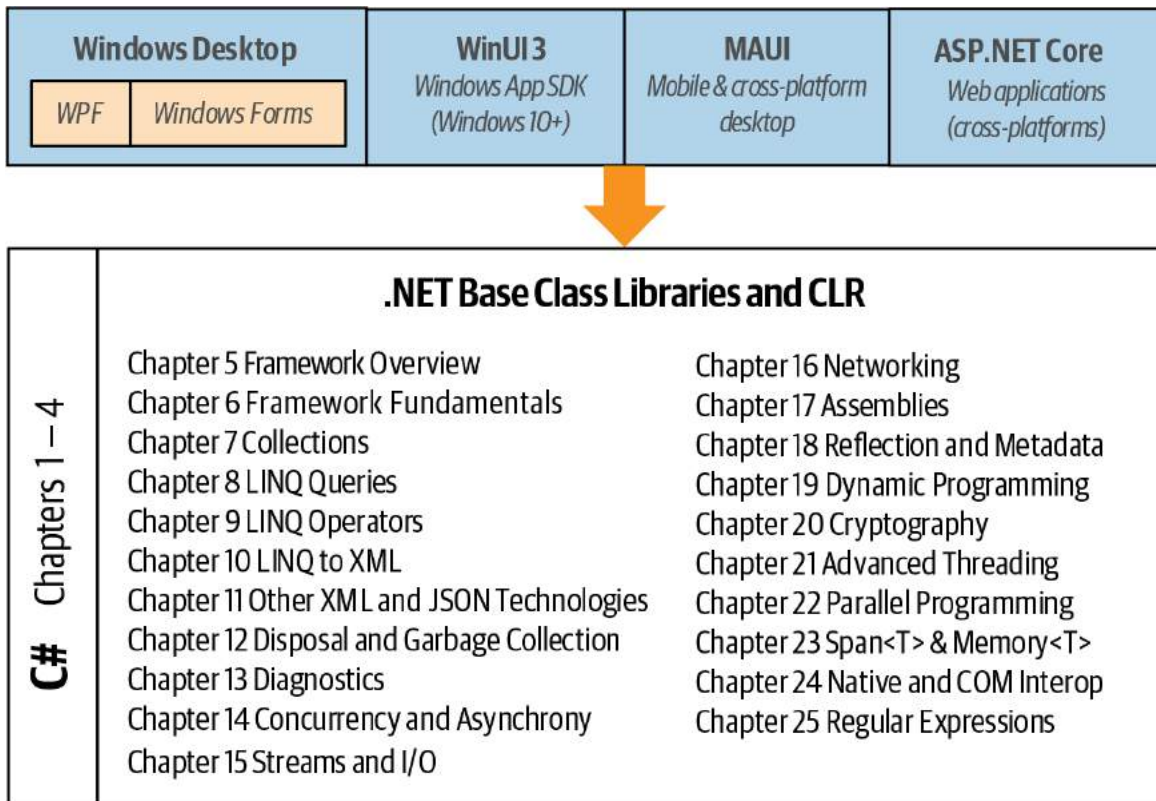 Windows Desktop
WPF
Windows Forms
WinUI 3
Windows App SDK
(Windows 10+)
MAUI
Mobile & cross-platform
desktop
ASP.NET Core
Web applications
(cross-platforms)
C# Chapters 1 – 4
.NET Base Class Libraries and CLR
Chapter 5 Framework Overview
Chapter 6 Framework Fundamentals
Chapter 7 Collections
Chapter 8 LINQ Queries
Chapter 9 LINQ Operators
Chapter 10 LINQ to XML
Chapter 11 Other XML and JSON Technologies
Chapter 12 Disposal and Garbage Collection
Chapter 13 Diagnostics
Chapter 14 Concurrency and Asynchrony
Chapter 15 Streams and I/O
Chapter 16 Networking
Chapter 17 Assemblies
Chapter 18 Reflection and Metadata
Chapter 19 Dynamic Programming
Chapter 20 Cryptography
Chapter 21 Advanced Threading
Chapter 22 Parallel Programming
Chapter 23 Span<T> & Memory<T>
Chapter 24 Native and COM Interop
Chapter 25 Regular Expressions